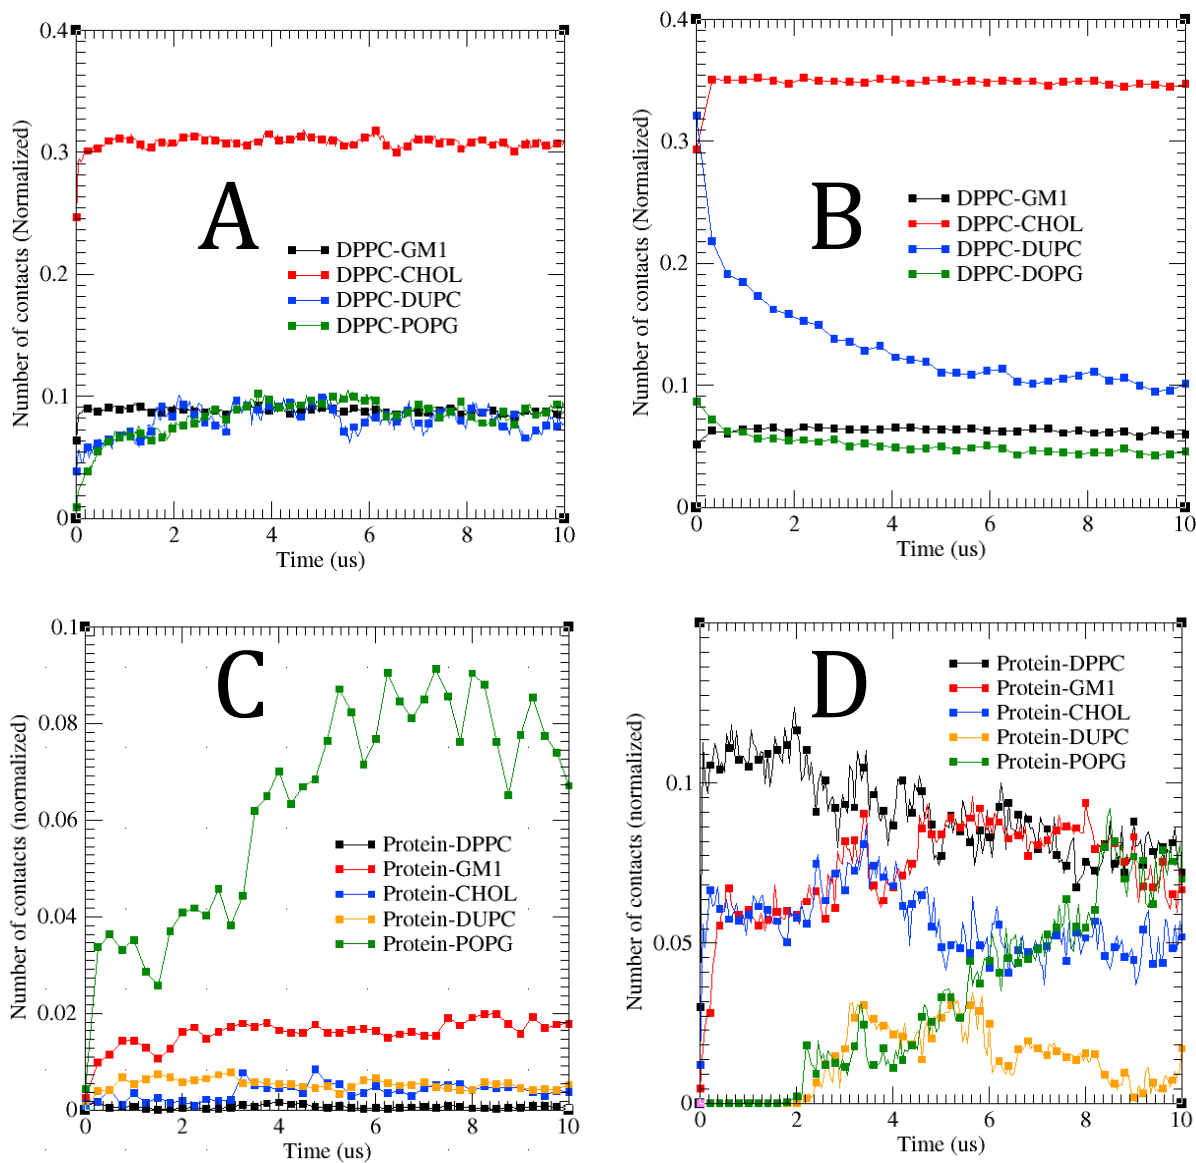 0.4
0.3
0.2
0.1
0
Number of contacts (Normalized)
A
DPPC-GM1
DPPC-CHOL
DPPC-DUPC
DPPC-POPG
0 2 4 6 8 10
Time (us)
0.4
0.3
0.2
0.1
0
Number of contacts (Normalized)
B
DPPC-GM1
DPPC-CHOL
DPPC-DUPC
DPPC-DOPG
0 2 4 6 8 10
Time (us)
0.1
0.08
0.06
0.04
0.02
0
Number of contacts (normalized)
C
Protein-DPPC
Protein-GM1
Protein-CHOL
Protein-DUPC
Protein-POPG
0 2 4 6 8 10
Time (us)
0.1
0.05
0
Number of contacts (normalized)
D
Protein-DPPC
Protein-GM1
Protein-CHOL
Protein-DUPC
Protein-POPG
0 2 4 6 8 10
Time (us)